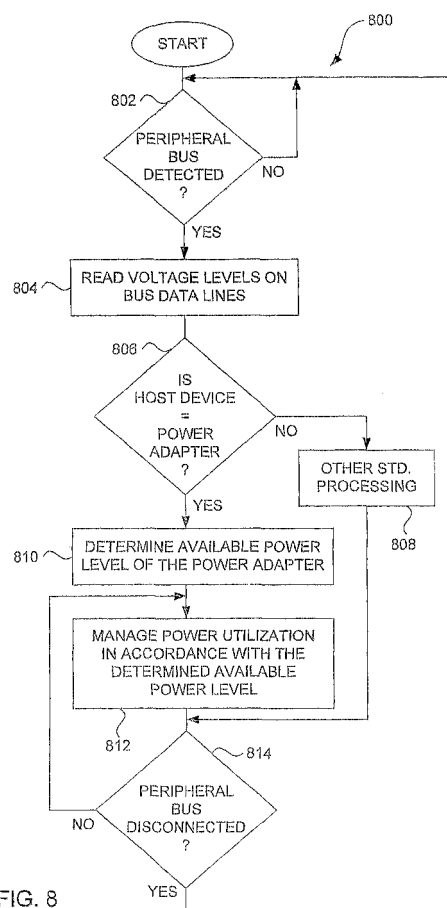 START
800
802
PERIPHERAL
BUS
DETECTED
?
NO
YES
804
READ VOLTAGE LEVELS ON
BUS DATA LINES
806
IS
HOST DEVICE
=
POWER
ADAPTER
?
NO
YES
OTHER STD.
PROCESSING
808
810
DETERMINE AVAILABLE POWER
LEVEL OF THE POWER ADAPTER
MANAGE POWER UTILIZATION
IN ACCORDANCE WITH THE
DETERMINED AVAILABLE
POWER LEVEL
812
814
PERIPHERAL
BUS
DISCONNECTED
?
NO
YES
FIG. 8